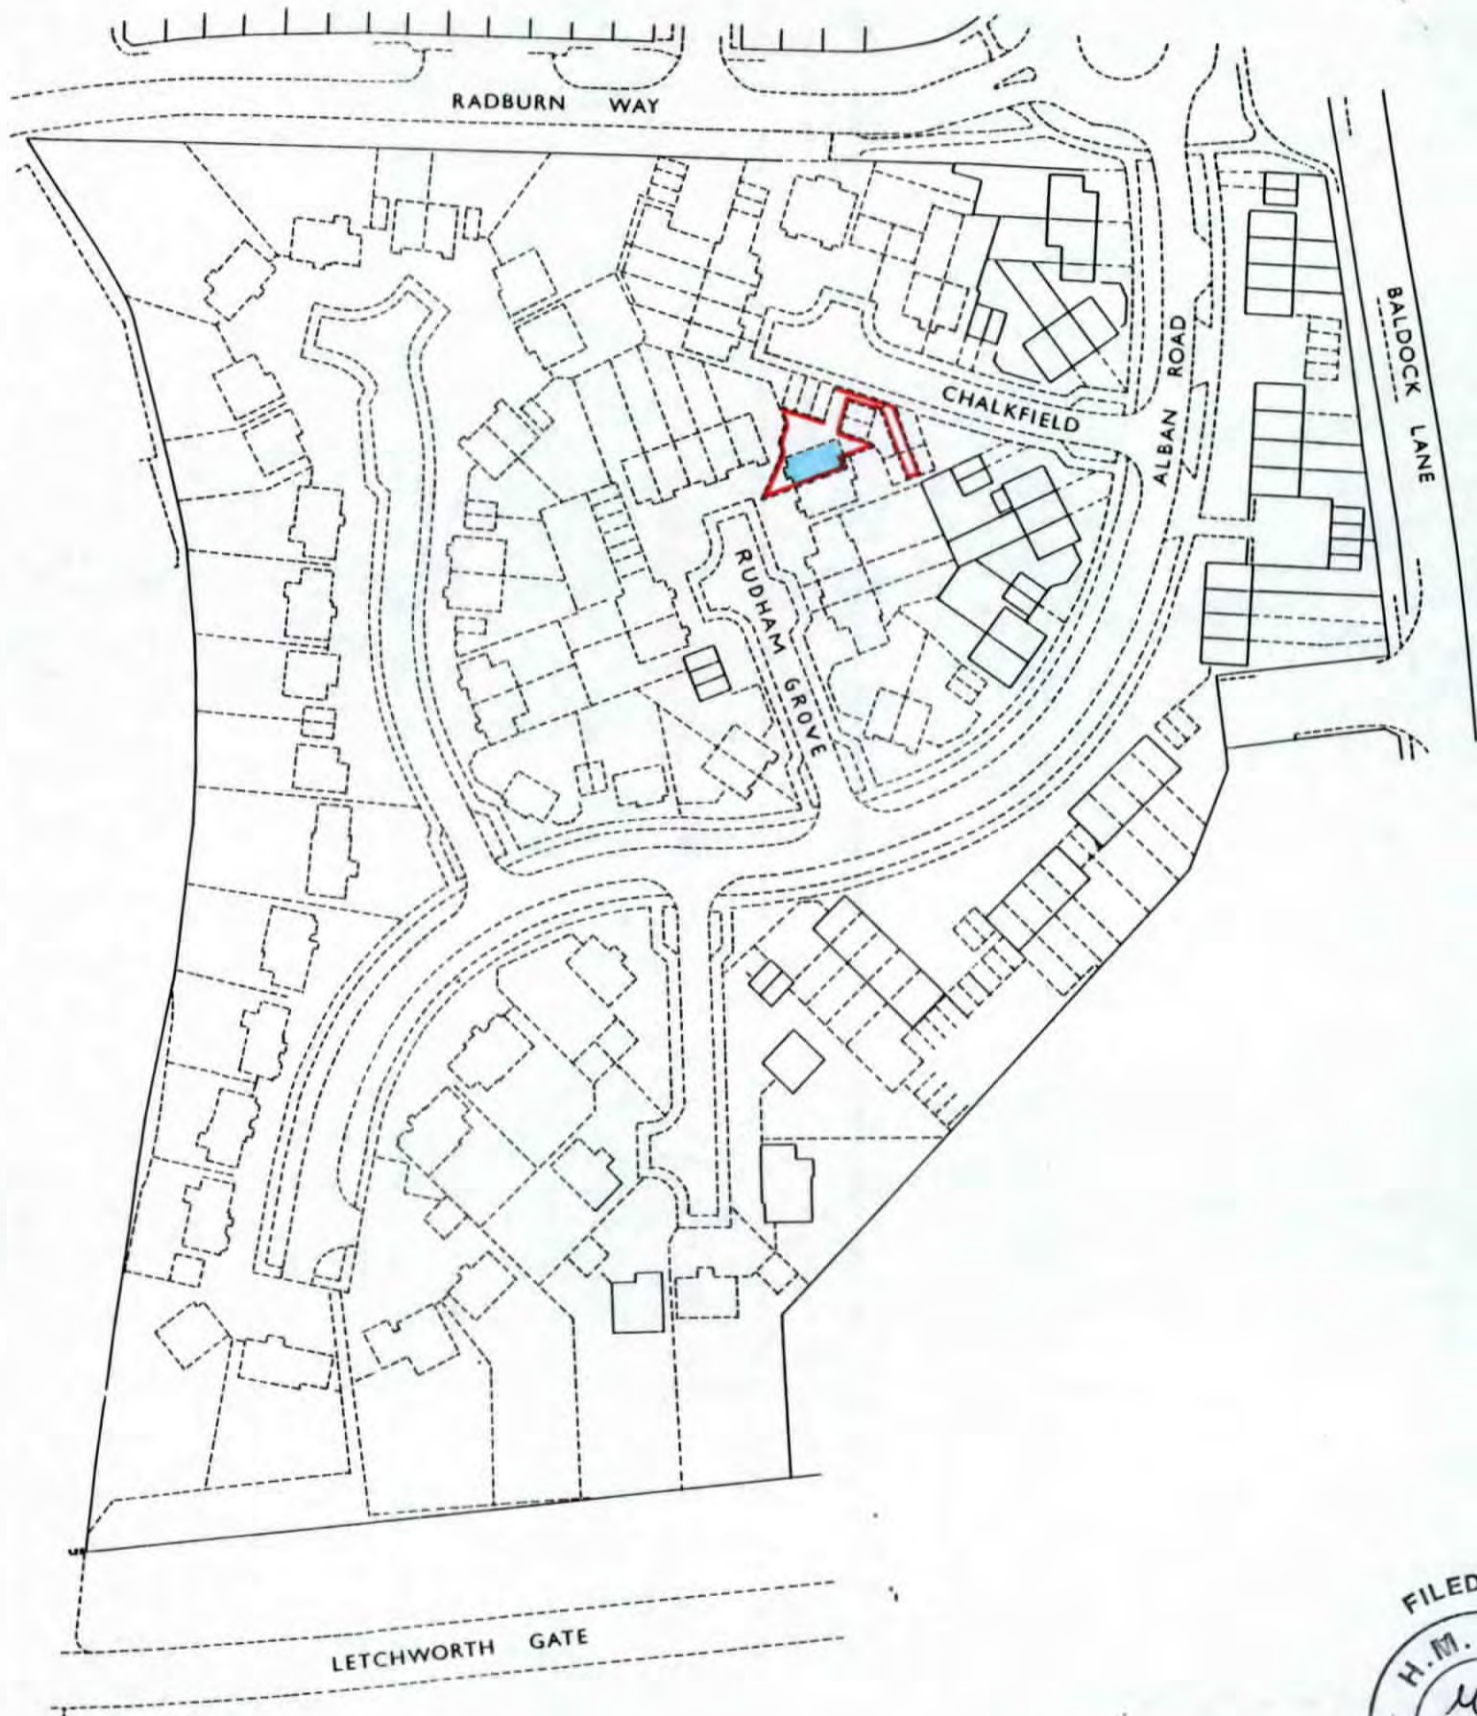 RADBURN WAY
BALDOCK LANE
CHALKFIELD
ALBAN ROAD
RUDHAM GROVE
LETCHWORTH GATE
FILED
H.M.